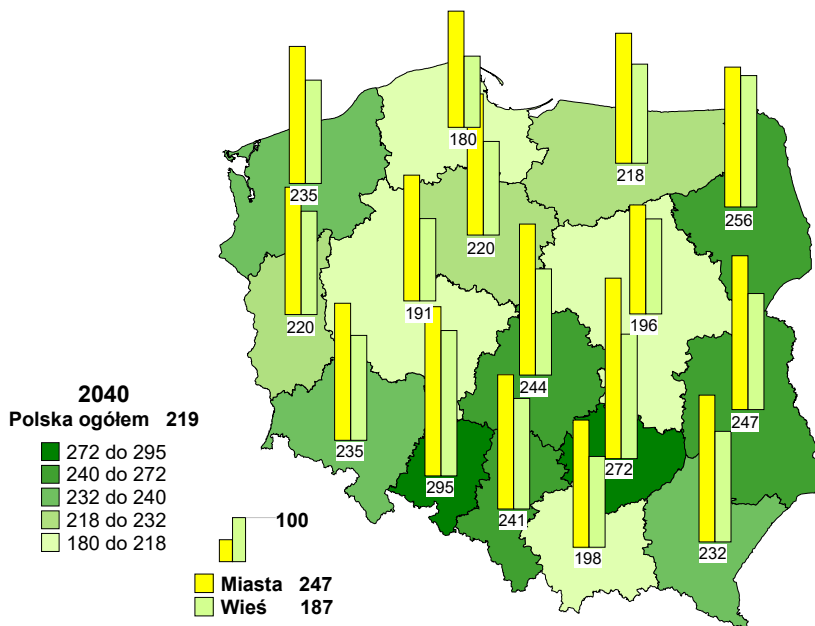 180
218
235
256
220
191
196
220
244
247
235
295
272
241
198
232
2040
Polska ogółem 219
272 do 295
240 do 272
232 do 240
218 do 232
180 do 218
100
Miasta 247
Wieś 187